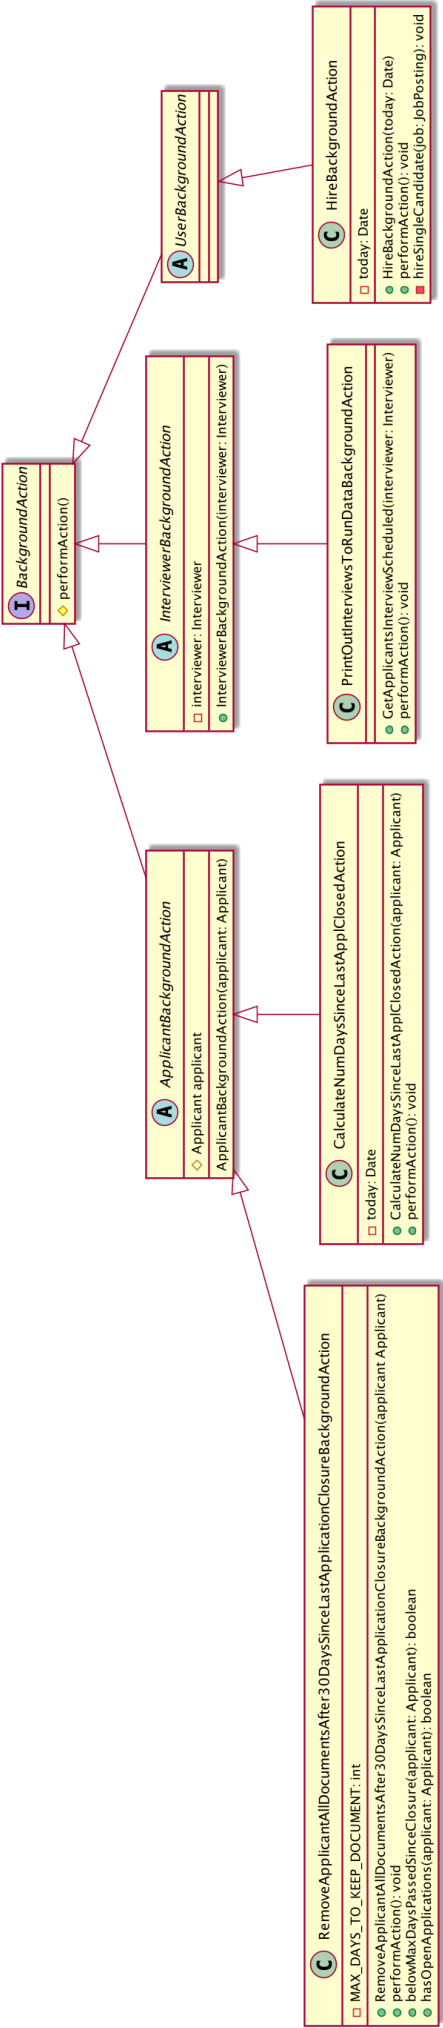 I BackgroundAction
performAction()
A ApplicantBackgroundAction
Applicant applicant
ApplicantBackgroundAction(applicant: Applicant)
A InterviewerBackgroundAction
interviewer: Interviewer
InterviewerBackgroundAction(interviewer: Interviewer)
A UserBackgroundAction
C RemoveApplicantAllDocumentsAfter30DaysSinceLastApplicationClosureBackgroundAction
MAX_DAYS_TO_KEEP_DOCUMENT: int
RemoveApplicantAllDocumentsAfter30DaysSinceLastApplicationClosureBackgroundAction(applicant Applicant)
performAction(): void
belowMaxDaysPassedSinceClosure(applicant: Applicant): boolean
hasOpenApplications(applicant: Applicant): boolean
C CalculateNumDaysSinceLastApplClosedAction
today: Date
CalculateNumDaysSinceLastApplClosedAction(applicant: Applicant)
performAction(): void
C PrintOutInterviewsToRunDataBackgroundAction
GetApplicantsInterviewScheduled(interviewer: Interviewer)
performAction(): void
C HireBackgroundAction
today: Date
HireBackgroundAction(today: Date)
performAction(): void
hireSingleCandidate(job: JobPosting): void